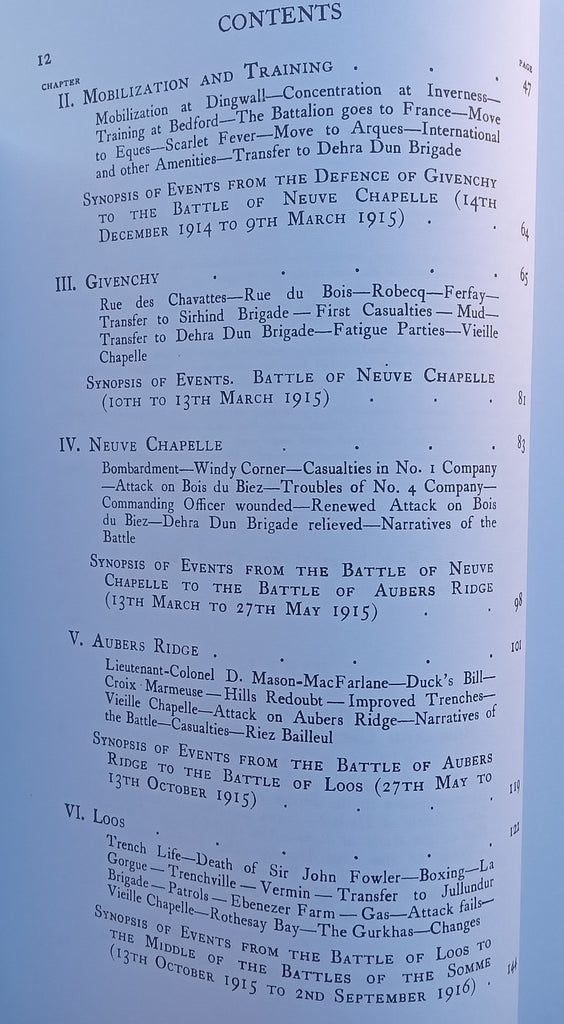 CONTENTS
12
CHAPTER
PAGE
II. MOBILIZATION AND TRAINING . . . 47
Mobilization at Dingwall—Concentration at Inverness—
Training at Bedford—The Battalion goes to France—Move
to Eques—Scarlet Fever—Move to Arques—International
and other Amenities—Transfer to Dehra Dun Brigade
SYNOPSIS OF EVENTS FROM THE DEFENCE OF GIVENCHY
TO THE BATTLE OF NEUVE CHAPELLE (14TH
DECEMBER 1914 TO 9TH MARCH 1915) . . 64
III. GIVENCHY . . . . . 65
Rue des Chavattes—Rue du Bois—Robecq—Ferfay—
Transfer to Sirhind Brigade—First Casualties—Mud—
Transfer to Dehra Dun Brigade—Fatigue Parties—Vieille
Chapelle
SYNOPSIS OF EVENTS. BATTLE OF NEUVE CHAPELLE
(10TH TO 13TH MARCH 1915) . . . 81
IV. NEUVE CHAPELLE . . . . 83
Bombardment—Windy Corner—Casualties in No. 1 Company
—Attack on Bois du Biez—Troubles of No. 4 Company—
Commanding Officer wounded—Renewed Attack on Bois
du Biez—Dehra Dun Brigade relieved—Narratives of the
Battle
SYNOPSIS OF EVENTS FROM THE BATTLE OF NEUVE
CHAPELLE TO THE BATTLE OF AUBERS RIDGE
(13TH MARCH TO 27TH MAY 1915) . . 98
V. AUBERS RIDGE . . . . . 101
Lieutenant-Colonel D. Mason-MacFarlane—Duck's Bill—
Croix Marmeuse—Hills Redoubt—Improved Trenches—
Vieille Chapelle—Attack on Aubers Ridge—Narratives of
the Battle—Casualties—Riez Bailleul
SYNOPSIS OF EVENTS FROM THE BATTLE OF AUBERS
RIDGE TO THE BATTLE OF LOOS (27TH MAY TO
13TH OCTOBER 1915) . . . . 119
VI. LOOS . . . . . . 122
Trench Life—Death of Sir John Fowler—Boxing—La
Gorgue—Trenchville—Vermin—Transfer to Jullundur
Brigade—Patrols—Ebenezer Farm—Gas—Attack fails—
Vieille Chapelle—Rothesay Bay—The Gurkhas—Changes
SYNOPSIS OF EVENTS FROM THE BATTLE OF LOOS TO
THE MIDDLE OF THE BATTLES OF THE SOMME
(13TH OCTOBER 1915 TO 2ND SEPTEMBER 1916) .